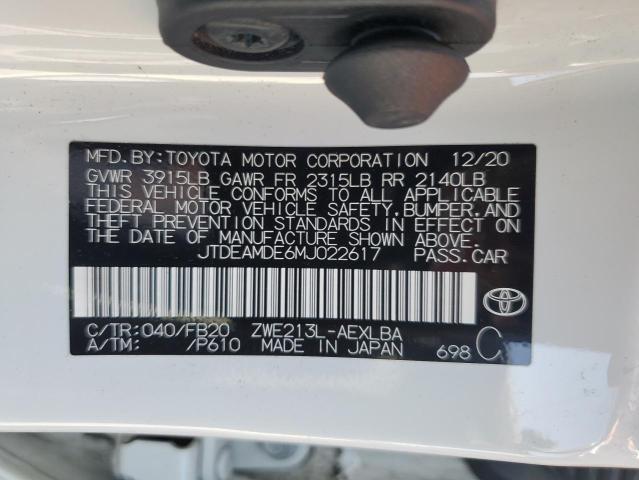 MFD.BY:TOYOTA MOTOR CORPORATION 12/20
GVWR 3915LB GAWR FR 2315LB RR 2140LB
THIS VEHICLE CONFORMS TO ALL APPLICABLE
FEDERAL MOTOR VEHICLE SAFETY,BUMPER,AND
THEFT PREVENTION STANDARDS IN EFFECT ON
THE DATE OF MANUFACTURE SHOWN ABOVE.
JTDEAMDE6MJ022617 PASS.CAR
C/TR:040/FB20 ZWE213L-AEXLBA
A/TM: /P610 MADE IN JAPAN 698 C